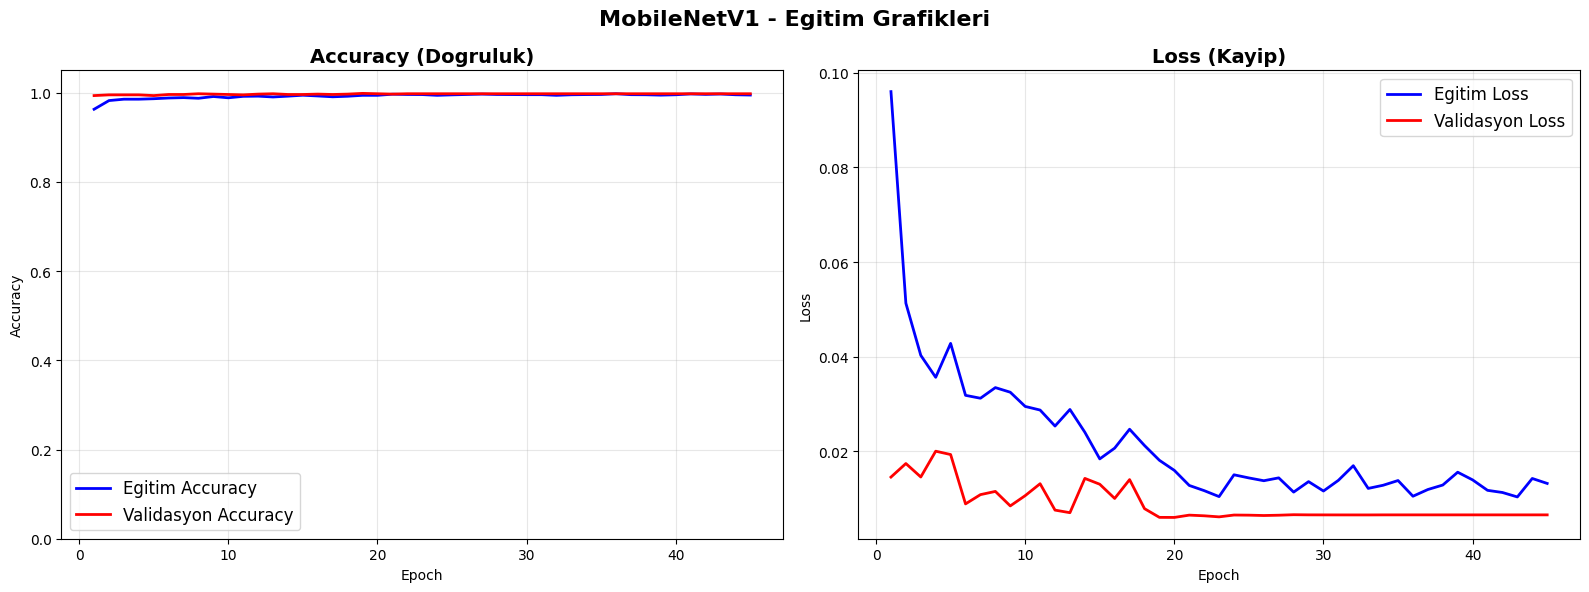 MobileNetV1 - Egitim Grafikleri
Accuracy (Dogruluk)
1.0
0.8
0.6
0.4
0.2
0.0
Accuracy
Egitim Accuracy
Validasyon Accuracy
0
10
20
30
40
Epoch
Loss (Kayip)
0.10
0.08
0.06
0.04
0.02
Loss
Egitim Loss
Validasyon Loss
0
10
20
30
40
Epoch